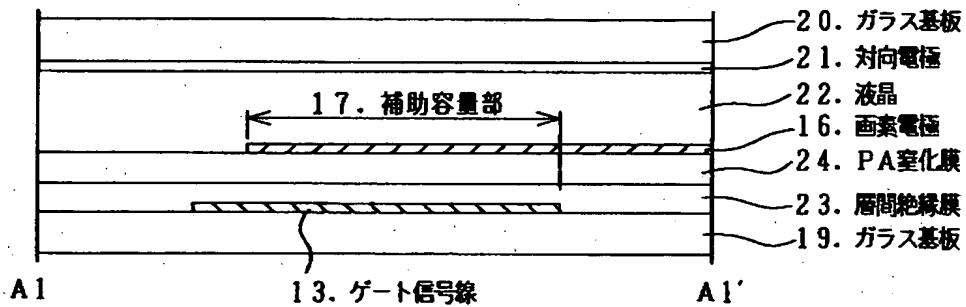 20. ガラス基板
21. 対向電極
17. 補助容量部
22. 液晶
16. 画素電極
24. PA窒化膜
23. 層間絶縁膜
19. ガラス基板
A1
13. ゲート信号線
A1′